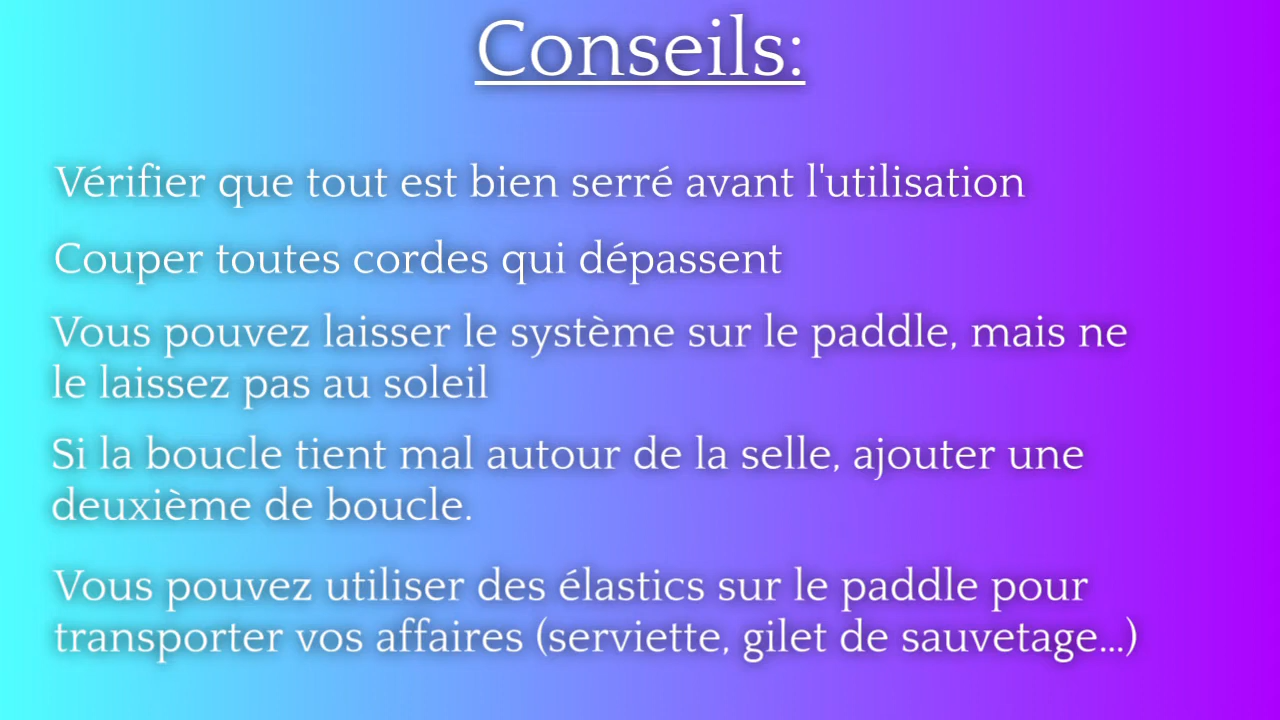 Conseils:
Vérifier que tout est bien serré avant l'utilisation
Couper toutes cordes qui dépassent
Vous pouvez laisser le système sur le paddle, mais ne
le laissez pas au soleil
Si la boucle tient mal autour de la selle, ajouter une
deuxième de boucle.
Vous pouvez utiliser des élastics sur le paddle pour
transporter vos affaires (serviette, gilet de sauvetage...)